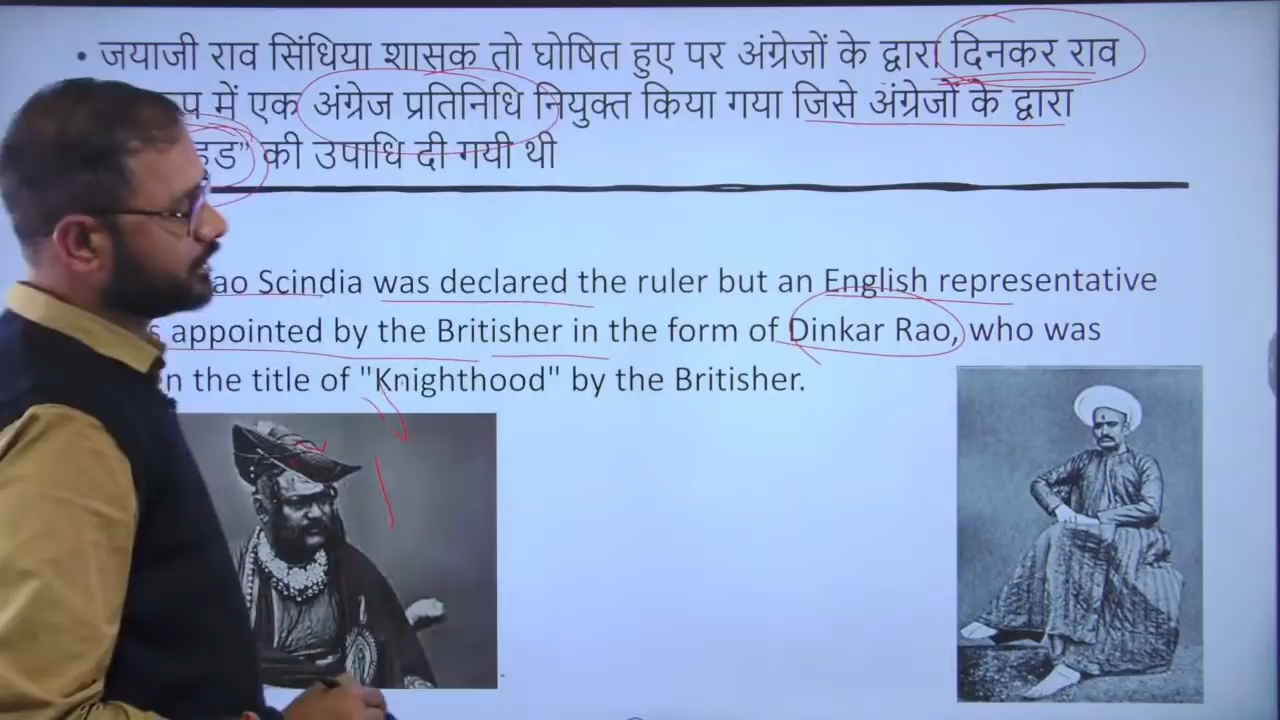 • जयाजी राव सिंधिया शासक तो घोषित हुए पर अंग्रेजों के द्वारा दिनकर राव
में एक अंग्रेज प्रतिनिधि नियुक्त किया गया जिसे अंग्रेजों के द्वारा
की उपाधि दी गयी थी
Scindia was declared the ruler but an English representative
appointed by the Britisher in the form of Dinkar Rao, who was
the title of "Knighthood" by the Britisher.